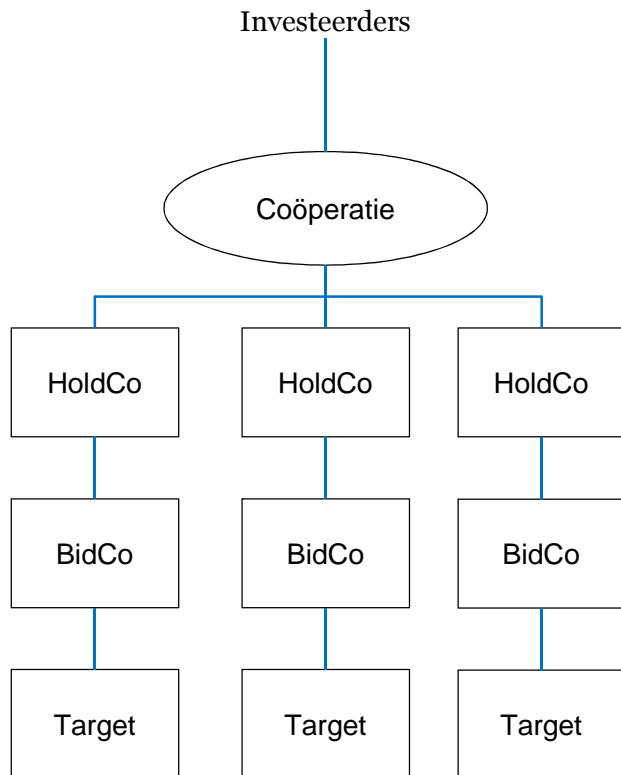 Investeerders
Coöperatie
HoldCo HoldCo HoldCo
BidCo BidCo BidCo
Target Target Target